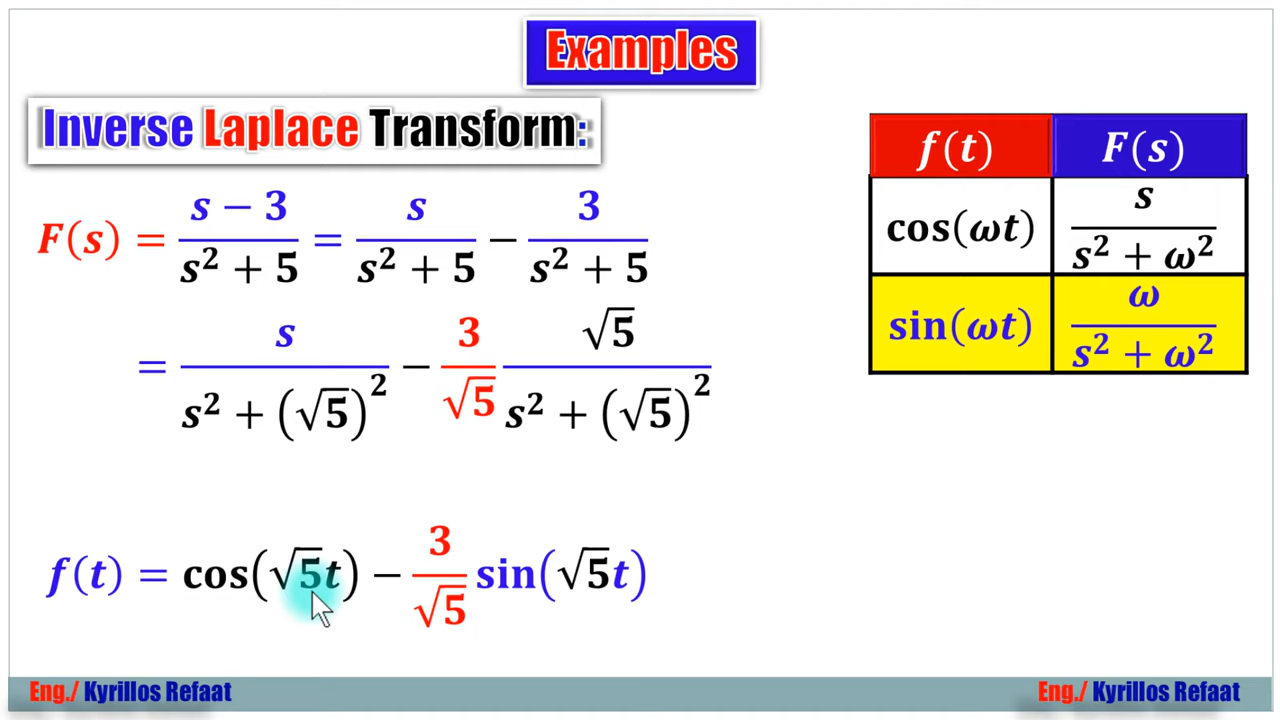 Examples
Inverse Laplace Transform:
F(s) = (s − 3)/(s² + 5) = s/(s² + 5) − 3/(s² + 5)
= s/(s² + (√5)²) − 3/√5 √5/(s² + (√5)²)
f(t) = cos(√5t) − 3/√5 sin(√5t)
f(t) F(s)
cos(ωt) s/(s² + ω²)
sin(ωt) ω/(s² + ω²)
Eng./ Kyrillos Refaat
Eng./ Kyrillos Refaat